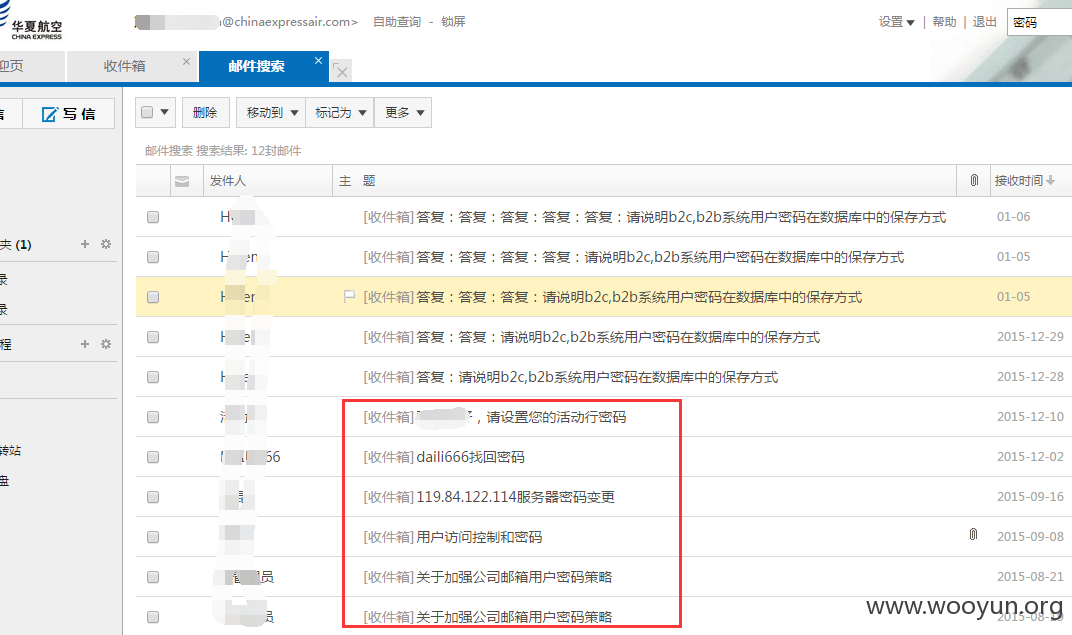 华夏航空
CHINA EXPRESS
@chinaexpressair.com> 自助查询 - 锁屏
设置 | 帮助 | 退出
密码
迎页
收件箱
邮件搜索
写 信
删除
移动到
标记为
更多
邮件搜索 搜索结果: 12封邮件
发件人
主 题
接收时间
[收件箱] 答复：答复：答复：答复：答复：请说明b2c,b2b系统用户密码在数据库中的保存方式 01-06
[收件箱] 答复：答复：答复：答复：请说明b2c,b2b系统用户密码在数据库中的保存方式 01-05
[收件箱] 答复：答复：答复：请说明b2c,b2b系统用户密码在数据库中的保存方式 01-05
[收件箱] 答复：答复：请说明b2c,b2b系统用户密码在数据库中的保存方式 2015-12-29
[收件箱] 答复：请说明b2c,b2b系统用户密码在数据库中的保存方式 2015-12-28
[收件箱] ，请设置您的活动行密码 2015-12-10
[收件箱] daili666找回密码 2015-12-02
[收件箱] 119.84.122.114服务器密码变更 2015-09-16
[收件箱] 用户访问控制和密码 2015-09-08
[收件箱] 关于加强公司邮箱用户密码策略 2015-08-21
[收件箱] 关于加强公司邮箱用户密码策略
夹 (1)
录
录
程
转站
盘
www.wooyun.org